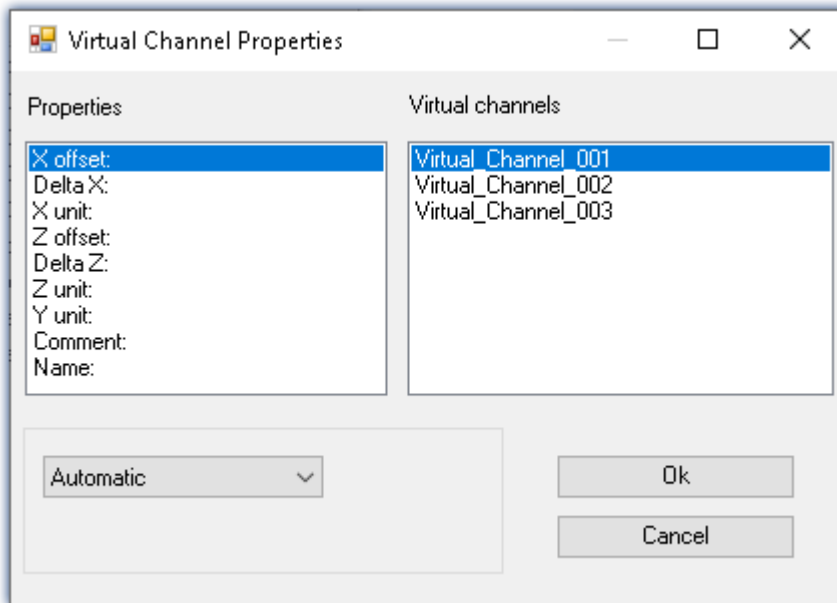 Virtual Channel Properties
Properties
Virtual channels
X offset:
Delta X:
X unit:
Z offset:
Delta Z:
Z unit:
Y unit:
Comment:
Name:
Virtual_Channel_001
Virtual_Channel_002
Virtual_Channel_003
Automatic
Ok
Cancel